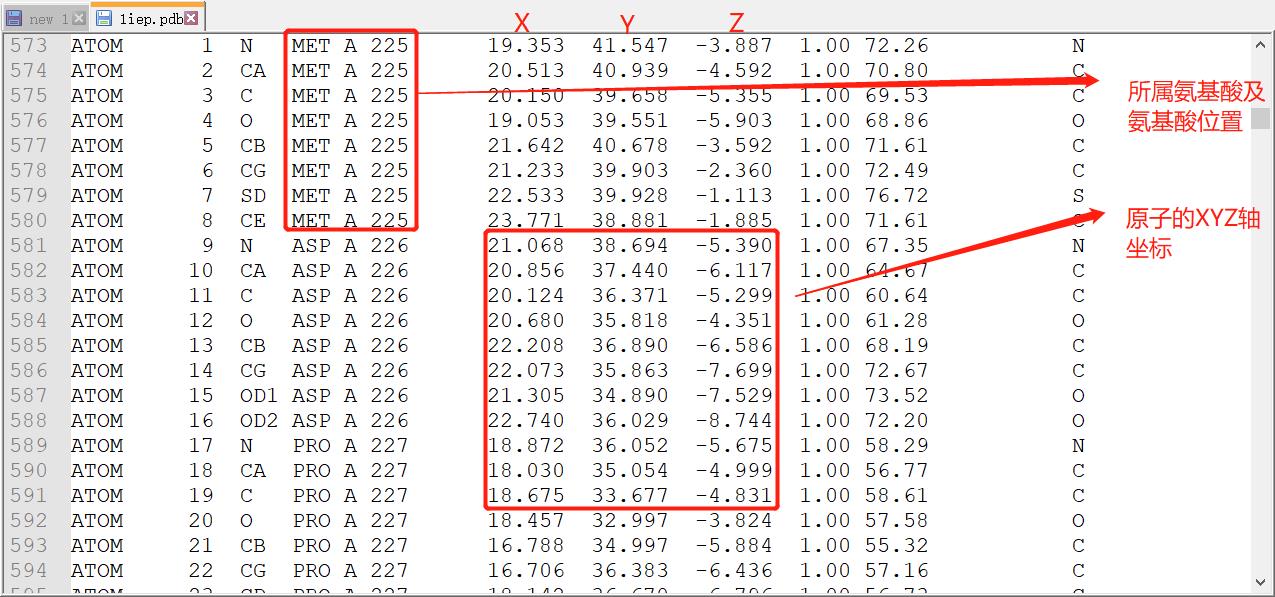 new 1
1iep.pdb
X Y Z
573 ATOM 1 N MET A 225 19.353 41.547 -3.887 1.00 72.26 N
574 ATOM 2 CA MET A 225 20.513 40.939 -4.592 1.00 70.80 C
575 ATOM 3 C MET A 225 20.150 39.658 -5.355 1.00 69.53 C
576 ATOM 4 O MET A 225 19.053 39.551 -5.903 1.00 68.86 O
577 ATOM 5 CB MET A 225 21.642 40.678 -3.592 1.00 71.61 C
578 ATOM 6 CG MET A 225 21.233 39.903 -2.360 1.00 72.49 C
579 ATOM 7 SD MET A 225 22.533 39.928 -1.113 1.00 76.72 S
580 ATOM 8 CE MET A 225 23.771 38.881 -1.885 1.00 71.61 C
581 ATOM 9 N ASP A 226 21.068 38.694 -5.390 1.00 67.35 N
582 ATOM 10 CA ASP A 226 20.856 37.440 -6.117 1.00 64.67 C
583 ATOM 11 C ASP A 226 20.124 36.371 -5.299 1.00 60.64 C
584 ATOM 12 O ASP A 226 20.680 35.818 -4.351 1.00 61.28 O
585 ATOM 13 CB ASP A 226 22.208 36.890 -6.586 1.00 68.19 C
586 ATOM 14 CG ASP A 226 22.073 35.863 -7.699 1.00 72.67 C
587 ATOM 15 OD1 ASP A 226 21.305 34.890 -7.529 1.00 73.52 O
588 ATOM 16 OD2 ASP A 226 22.740 36.029 -8.744 1.00 72.20 O
589 ATOM 17 N PRO A 227 18.872 36.052 -5.675 1.00 58.29 N
590 ATOM 18 CA PRO A 227 18.030 35.054 -4.999 1.00 56.77 C
591 ATOM 19 C PRO A 227 18.675 33.677 -4.831 1.00 58.61 C
592 ATOM 20 O PRO A 227 18.457 32.997 -3.824 1.00 57.58 O
593 ATOM 21 CB PRO A 227 16.788 34.997 -5.884 1.00 55.32 C
594 ATOM 22 CG PRO A 227 16.706 36.383 -6.436 1.00 57.16 C
所属氨基酸及
氨基酸位置
原子的XYZ轴
坐标